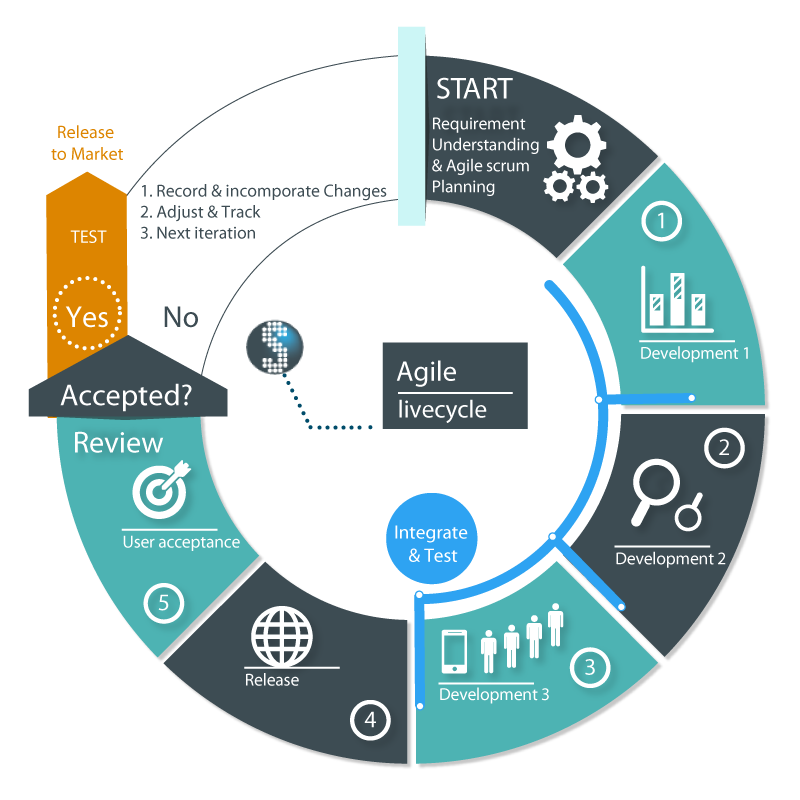 START
Requirement
Understanding
& Agile scrum
Planning
1
Development 1
2
Development 2
3
Development 3
4
Release
5
User acceptance
Review
Accepted?
Yes
TEST
Release
to Market
No
1. Record & incomporate Changes
2. Adjust & Track
3. Next iteration
S
Agile
livecycle
Integrate
& Test